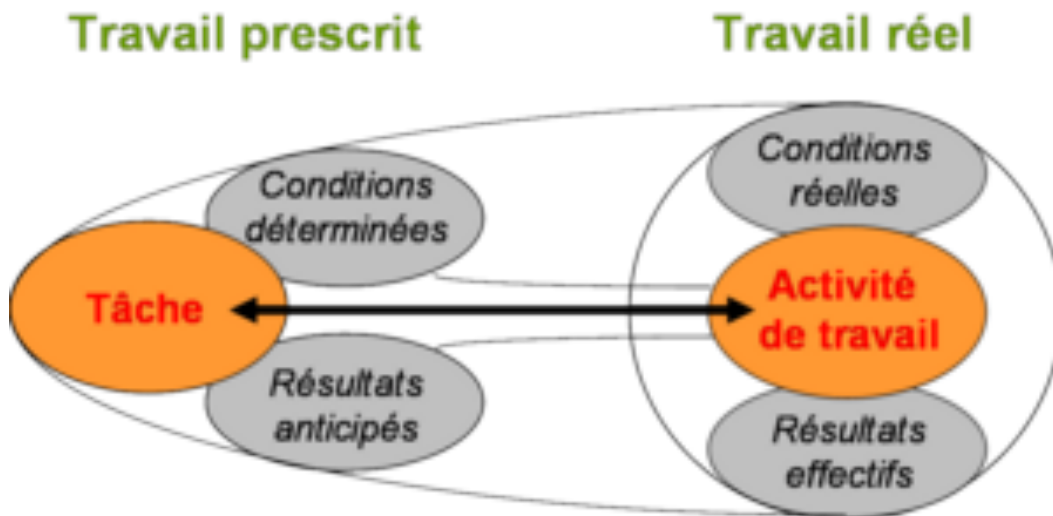 Travail prescrit
Travail réel
Conditions
déterminées
Conditions
réelles
Tâche
Activité
de travail
Résultats
anticipés
Résultats
effectifs